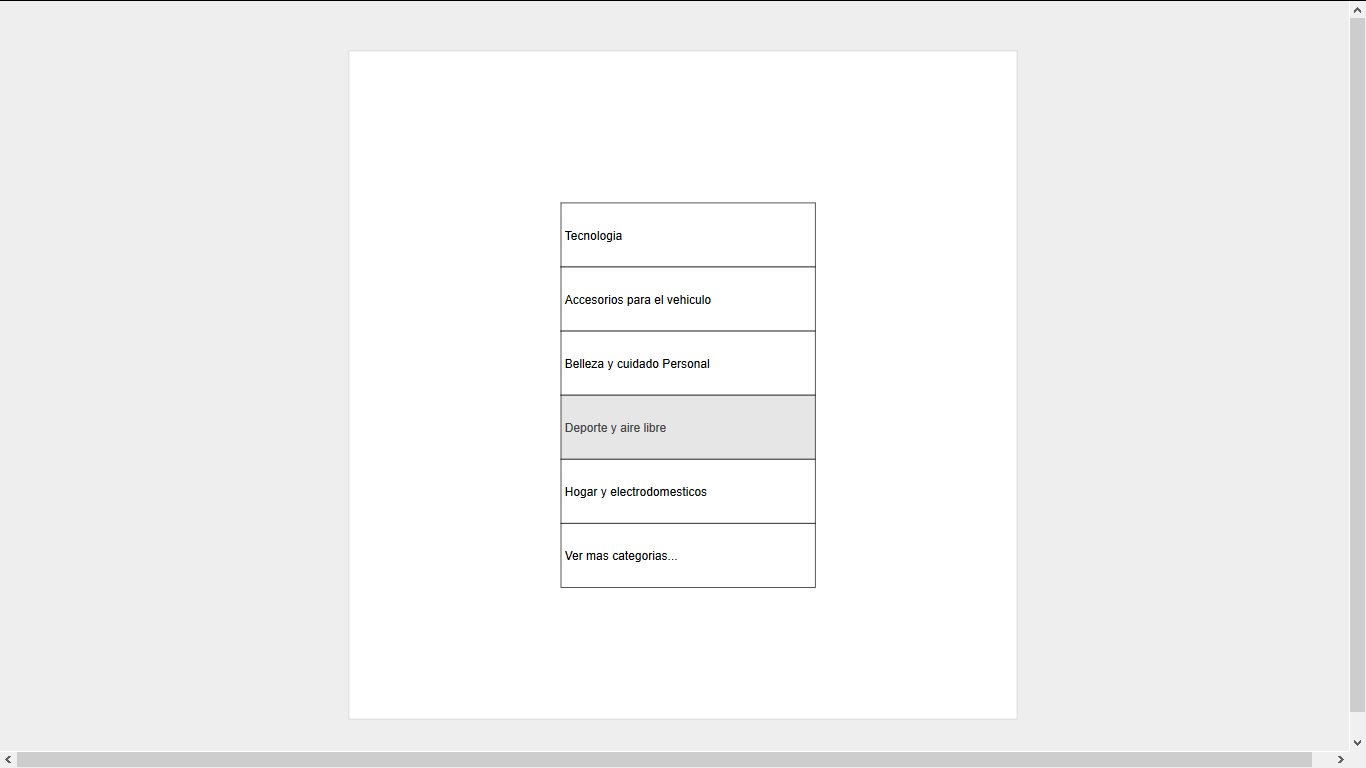 Tecnologia
Accesorios para el vehiculo
Belleza y cuidado Personal
Deporte y aire libre
Hogar y electrodomesticos
Ver mas categorias...